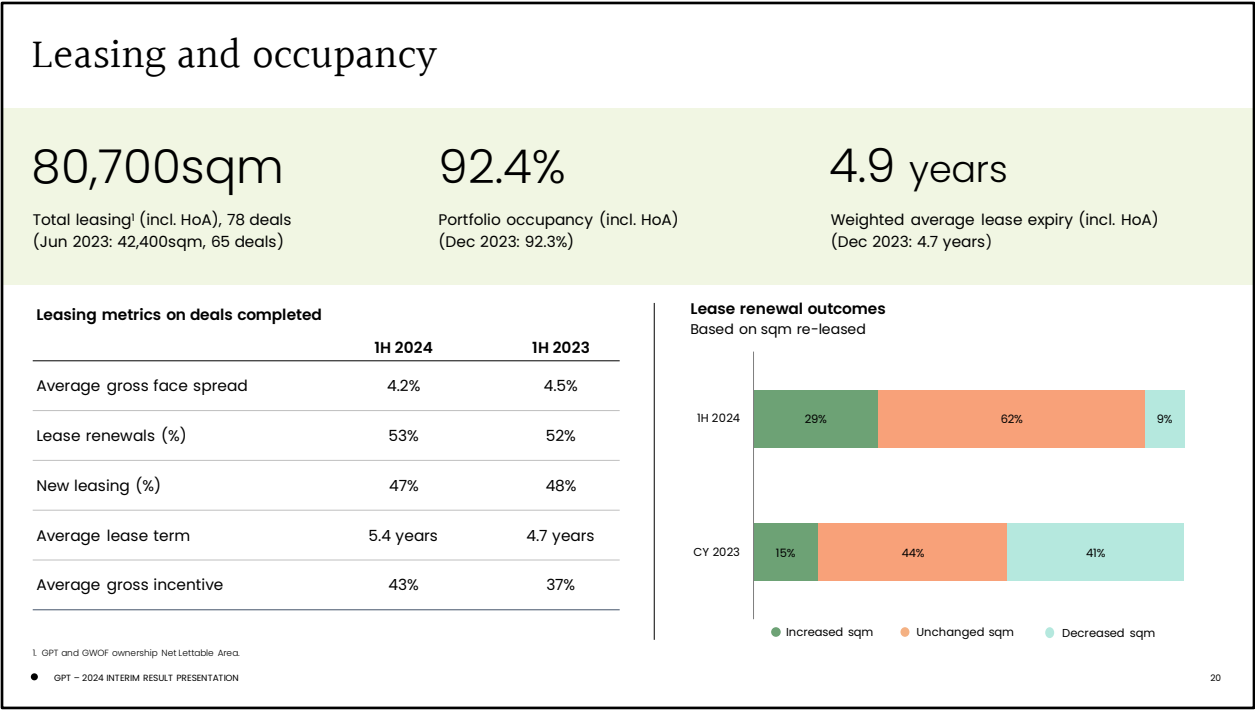 Leasing and occupancy
80,700sqm
Total leasing¹ (incl. HoA), 78 deals
(Jun 2023: 42,400sqm, 65 deals)
92.4%
Portfolio occupancy (incl. HoA)
(Dec 2023: 92.3%)
4.9 years
Weighted average lease expiry (incl. HoA)
(Dec 2023: 4.7 years)
Leasing metrics on deals completed
1H 2024 1H 2023
Average gross face spread 4.2% 4.5%
Lease renewals (%) 53% 52%
New leasing (%) 47% 48%
Average lease term 5.4 years 4.7 years
Average gross incentive 43% 37%
Lease renewal outcomes
Based on sqm re-leased
1H 2024 29% 62% 9%
CY 2023 15% 44% 41%
Increased sqm Unchanged sqm Decreased sqm
1. GPT and GWOF ownership Net Lettable Area.
GPT – 2024 INTERIM RESULT PRESENTATION
20